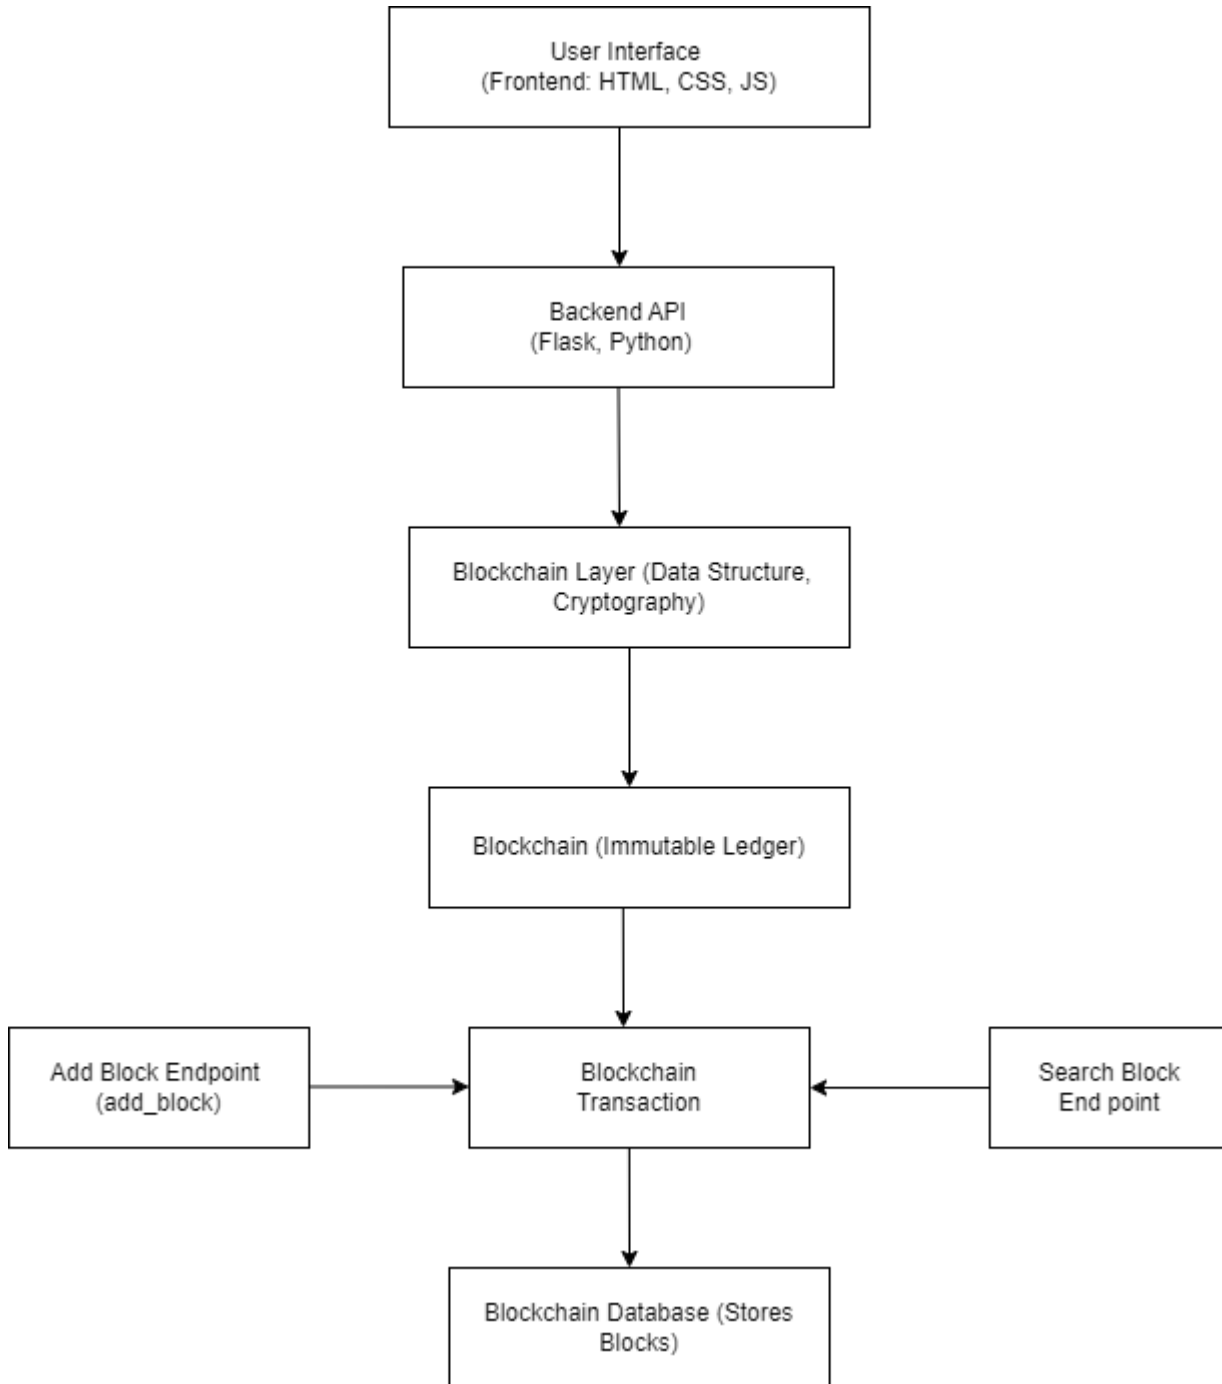 User Interface
(Frontend: HTML, CSS, JS)
Backend API
(Flask, Python)
Blockchain Layer (Data Structure,
Cryptography)
Blockchain (Immutable Ledger)
Add Block Endpoint
(add_block)
Blockchain
Transaction
Search Block
End point
Blockchain Database (Stores
Blocks)